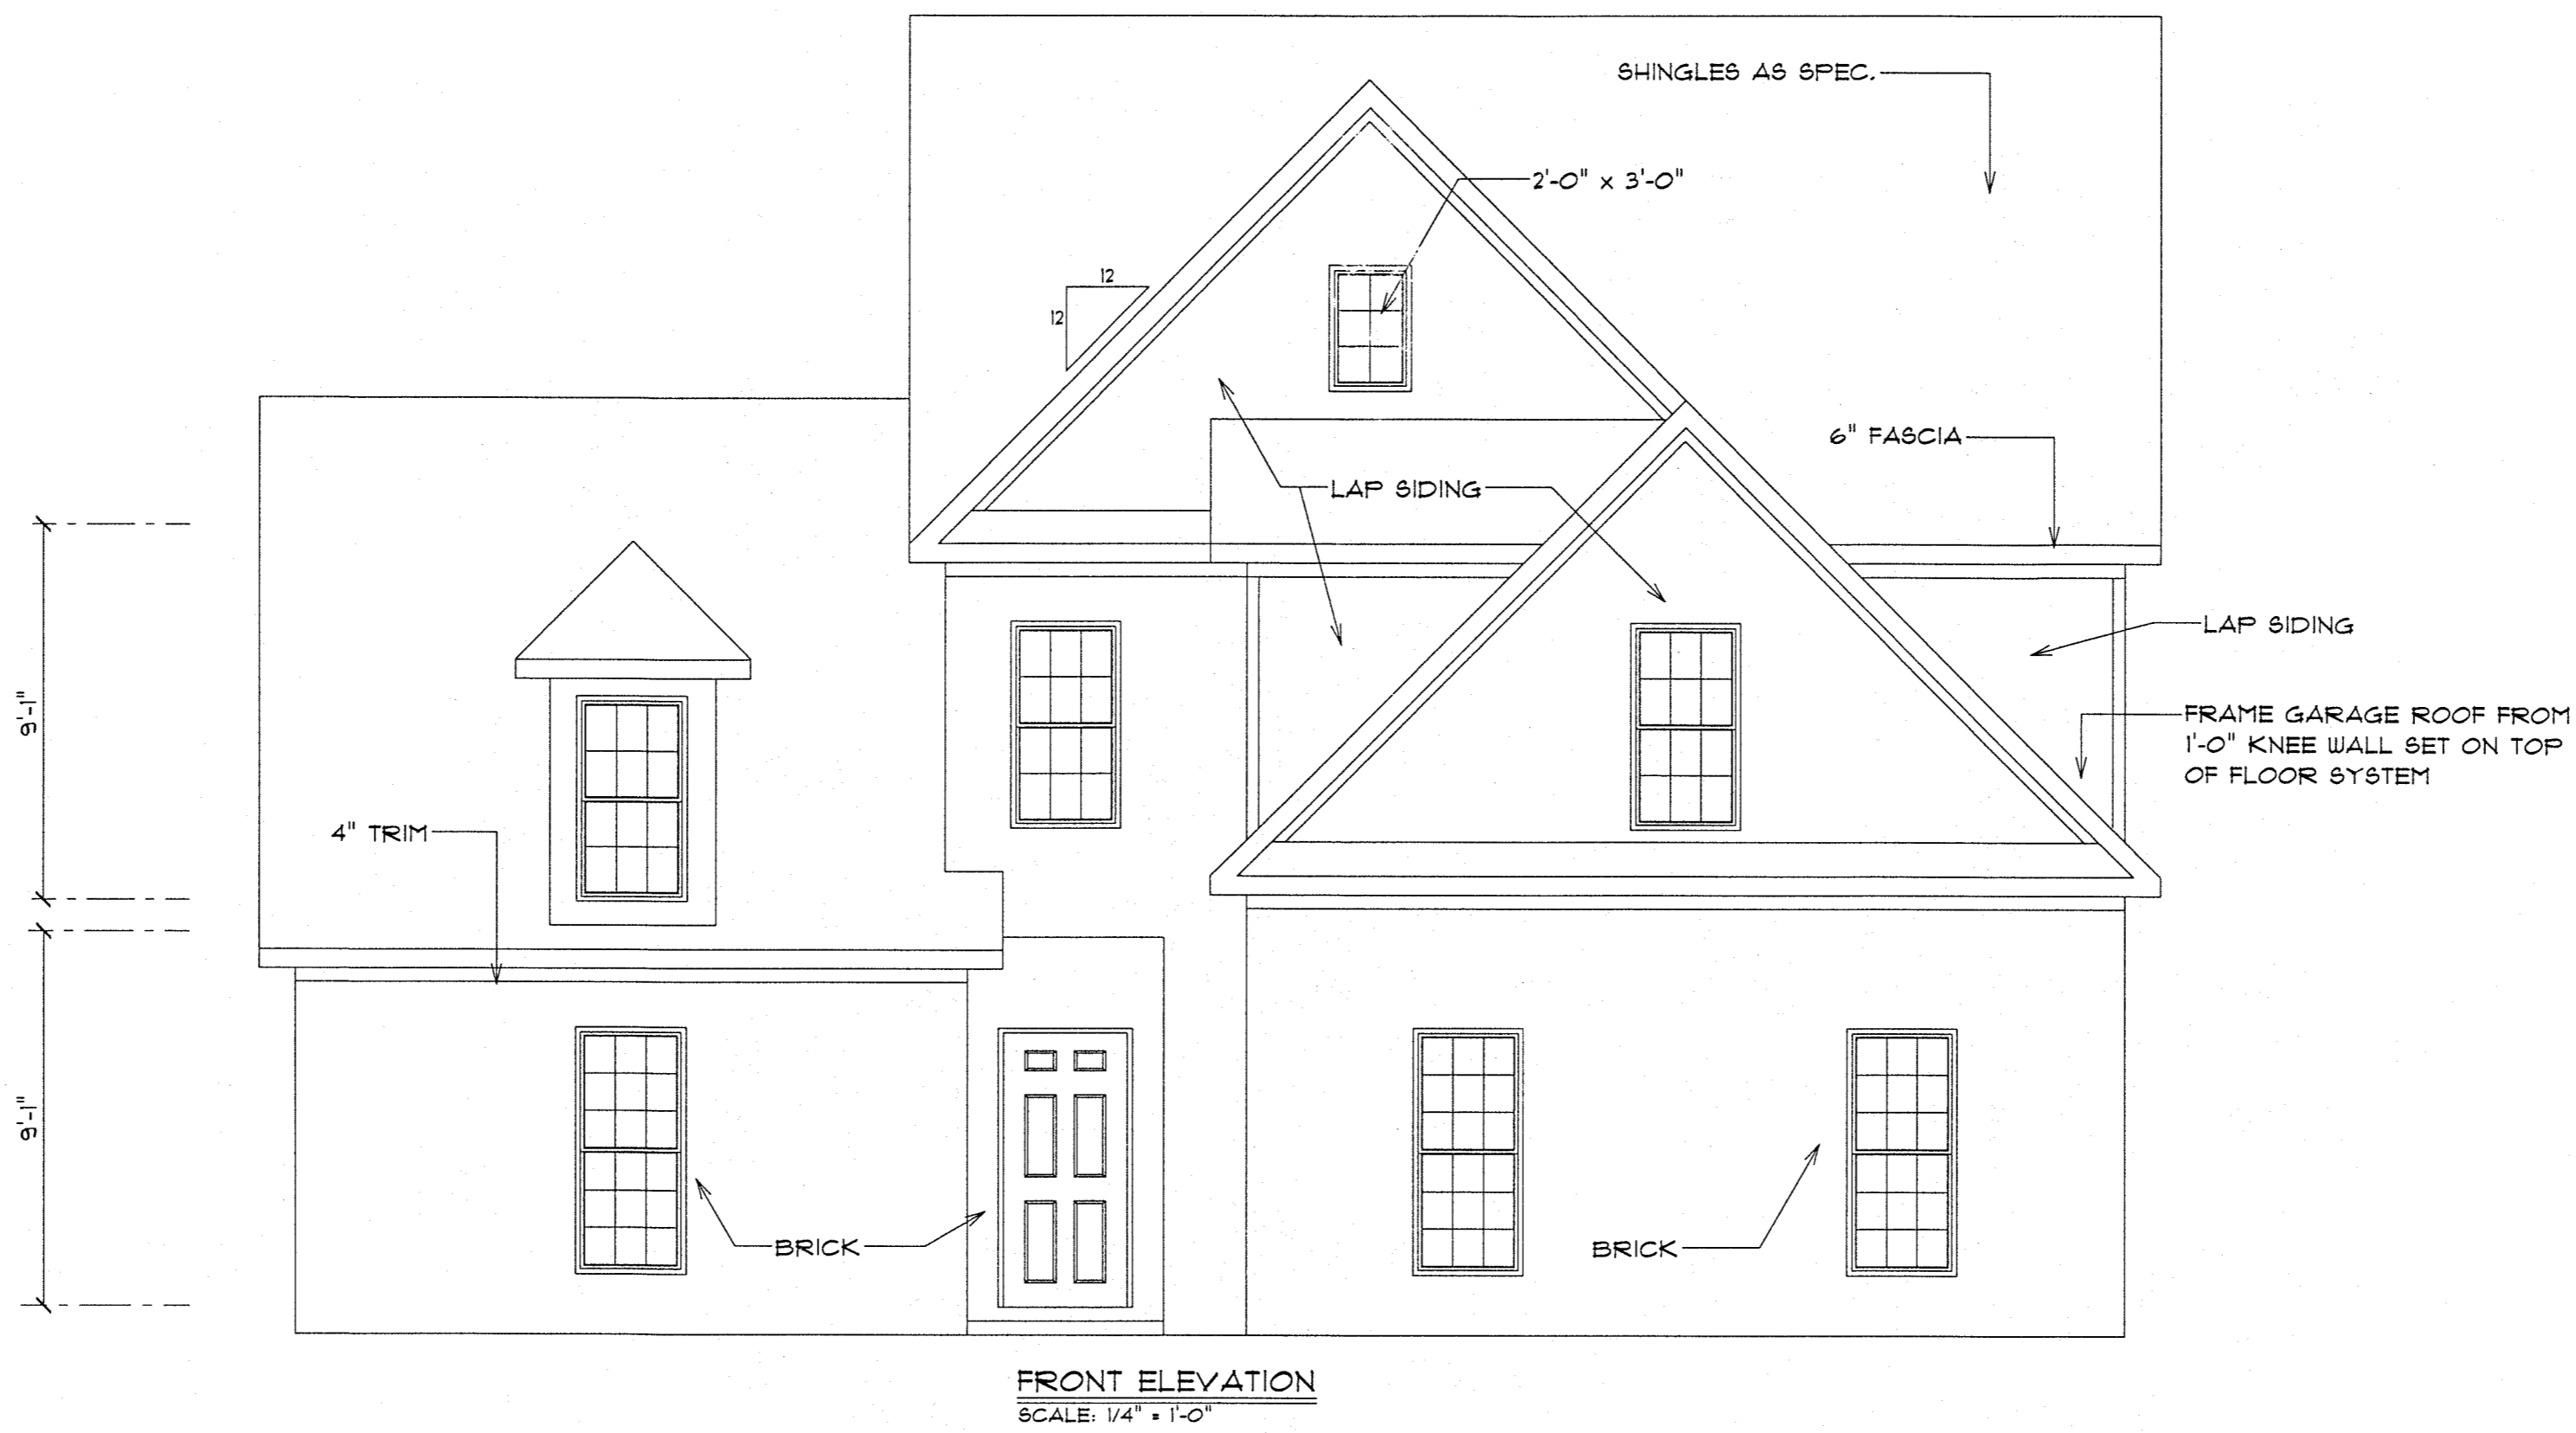 SHINGLES AS SPEC.
2'-0" x 3'-0"
12
12
6" FASCIA
LAP SIDING
LAP SIDING
9'-1"
FRAME GARAGE ROOF FROM
1'-0" KNEE WALL SET ON TOP
OF FLOOR SYSTEM
4" TRIM
9'-1"
BRICK
BRICK
FRONT ELEVATION
SCALE: 1/4" = 1'-0"